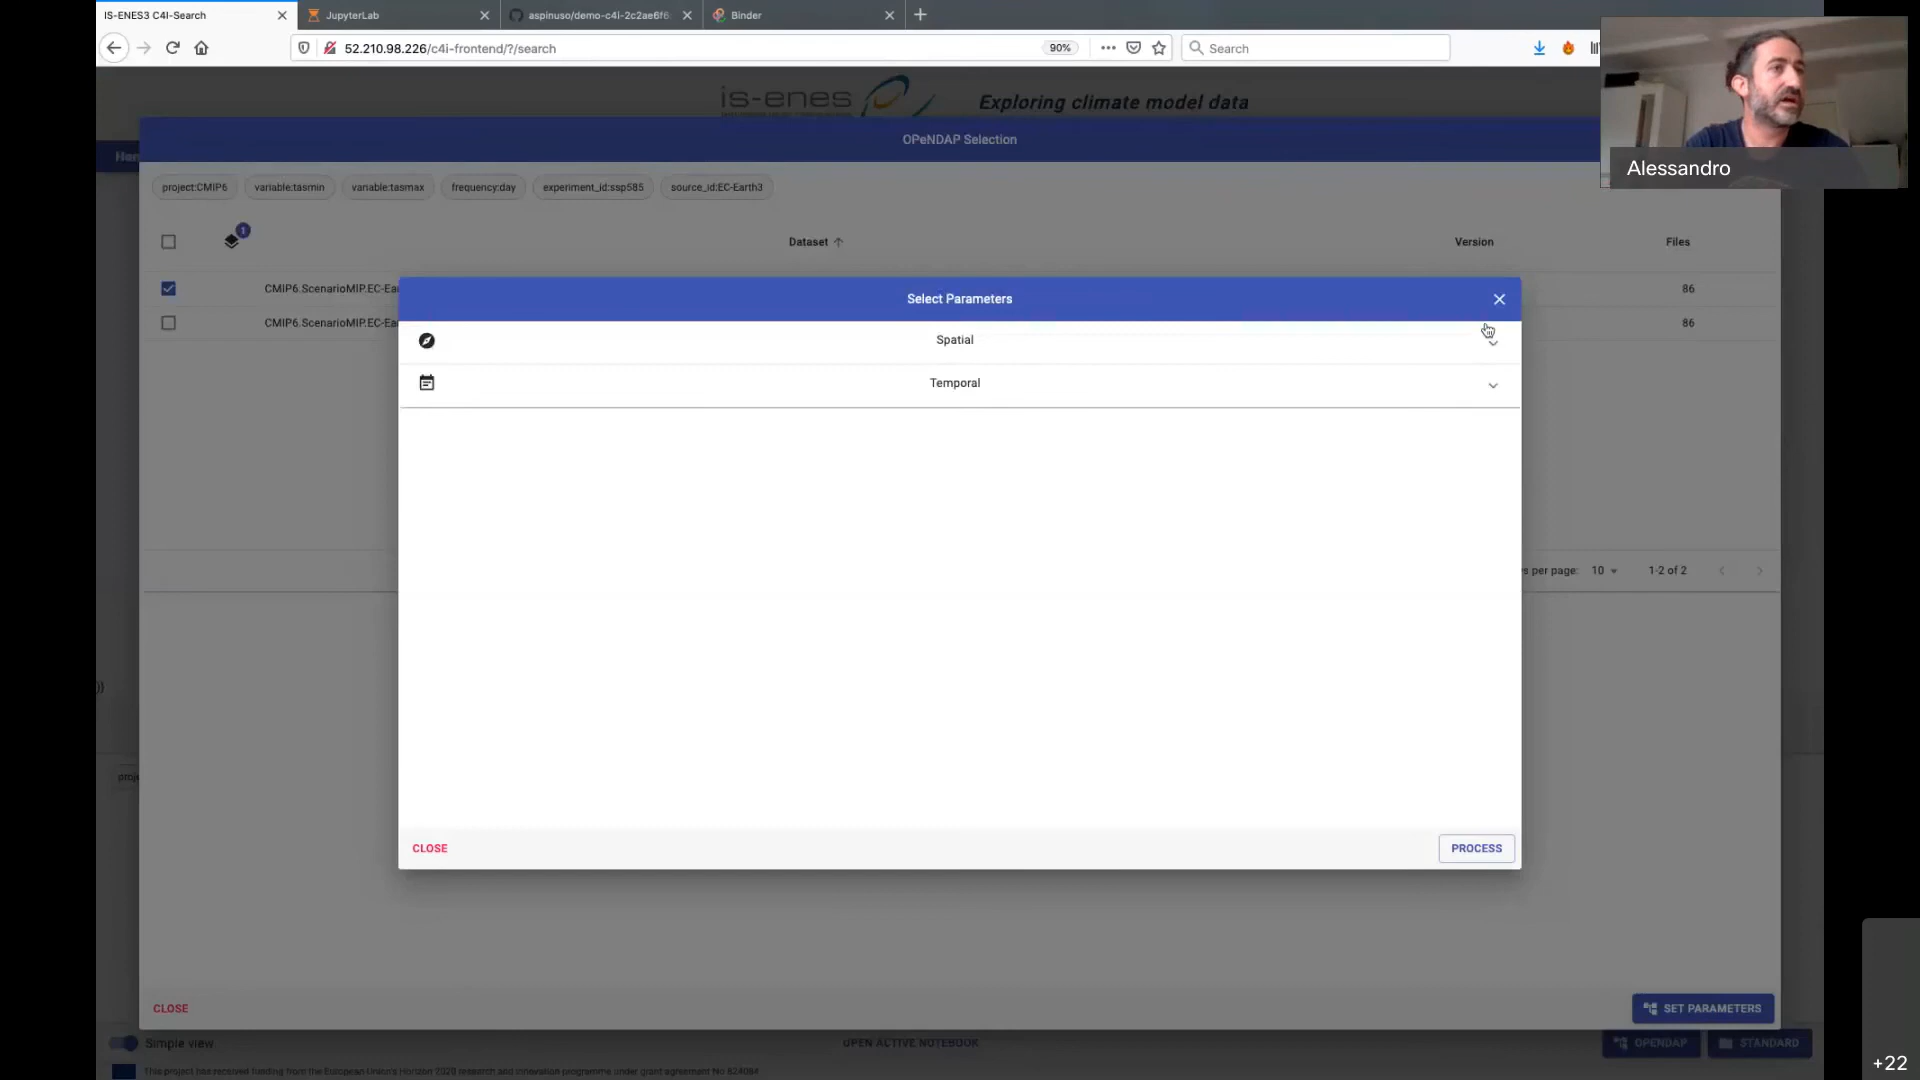 IS-ENES3 C4I-Search
JupyterLab
aspinuso/demo-c4i-2c2ae6f6
Binder
52.210.98.226/c4i-frontend/?/search
90%
Search
is-enes
Exploring climate model data
Alessandro
OPeNDAP Selection
project:CMIP6
variable:tasmin
variable:tasmax
frequency:day
experiment_id:ssp585
source_id:EC-Earth3
1
Dataset
Version
Files
CMIP6.ScenarioMIP.EC-Ea
86
CMIP6.ScenarioMIP.EC-Ea
86
Select Parameters
Spatial
Temporal
s per page: 10
1-2 of 2
CLOSE
PROCESS
CLOSE
SET PARAMETERS
Simple view
OPEN ACTIVE NOTEBOOK
OPENDAP
STANDARD
This project has received funding from the European Union's Horizon 2020 research and innovation programme under grant agreement No 824084
+22